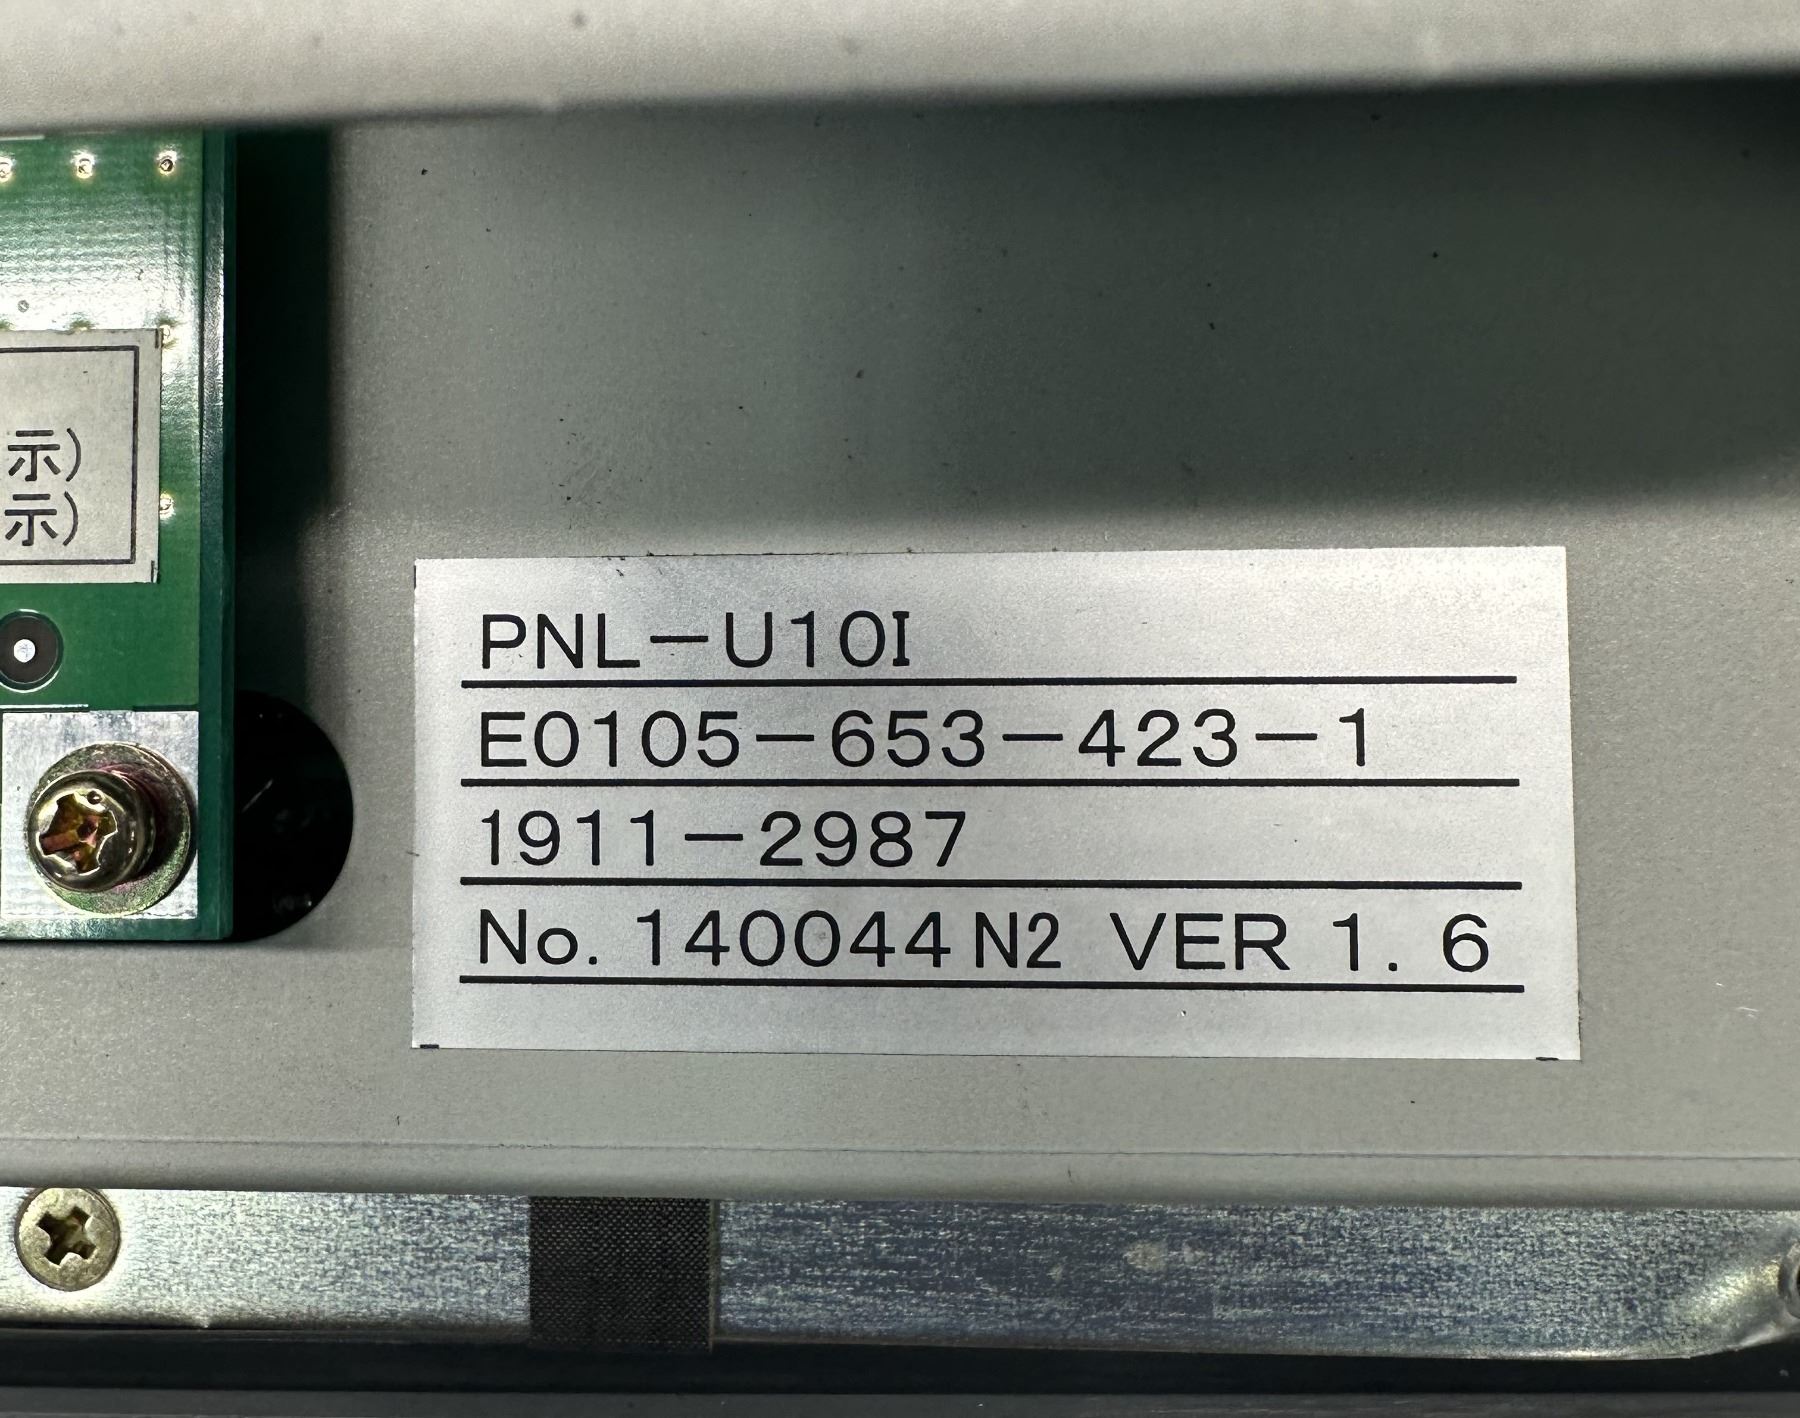 示)
示)
PNL-U10I
E0105-653-423-1
1911-2987
No. 140044 N2 VER 1. 6